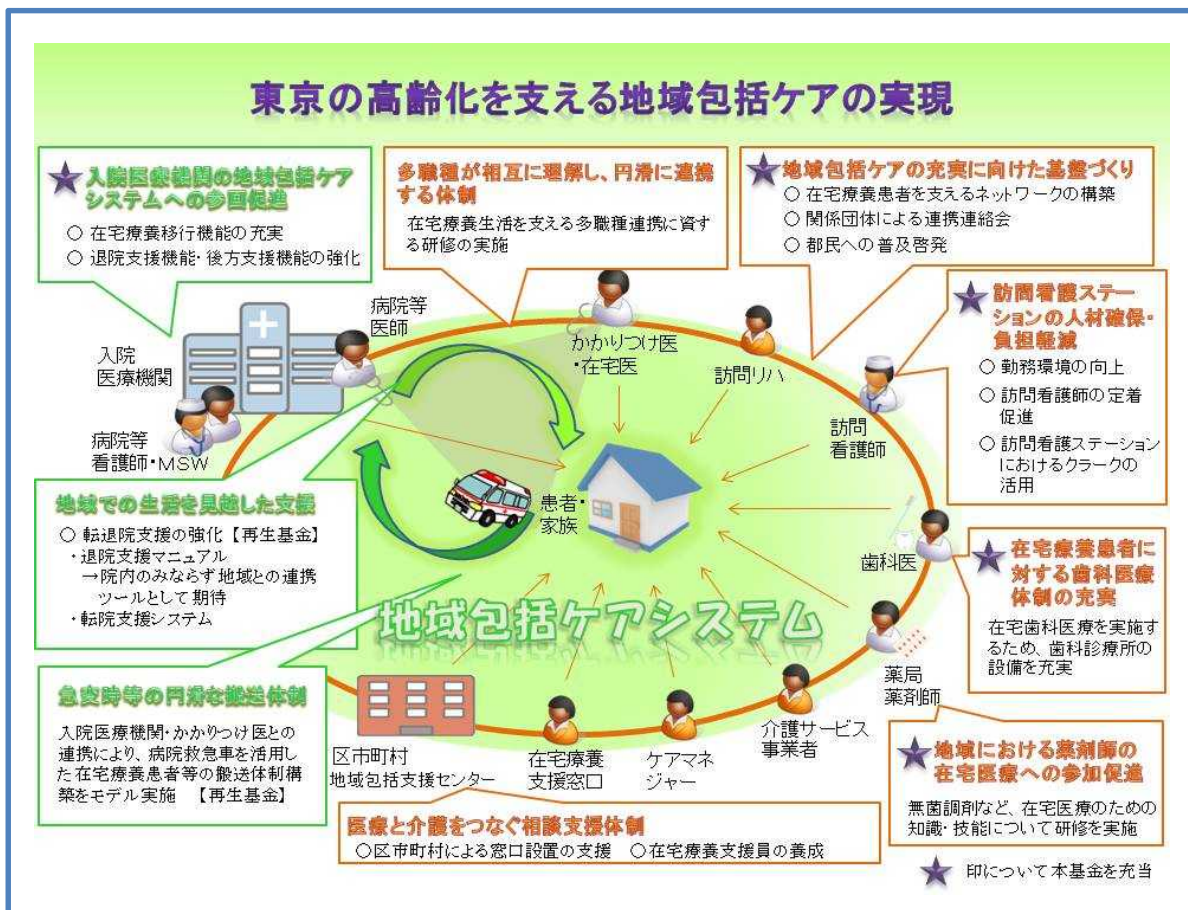 東京の高齢化を支える地域包括ケアの実現
★入院医療機関の地域包括ケア
システムへの参画促進
○ 在宅療養移行機能の充実
○ 退院支援機能・後方支援機能の強化
多職種が相互に理解し、円滑に連携
する体制
在宅療養生活を支える多職種連携に資す
る研修の実施
★地域包括ケアの充実に向けた基盤づくり
○ 在宅療養患者を支えるネットワークの構築
○ 関係団体による連携連絡会
○ 都民への普及啓発
★訪問看護ステー
ションの人材確保・
負担軽減
○ 勤務環境の向上
○ 訪問看護師の定着
促進
○ 訪問看護ステーション
におけるクラークの
活用
病院等
医師
入院
医療機関
病院等
看護師・MSW
かかりつけ医
・在宅医
訪問リハ
訪問
看護師
患者・
家族
歯科医
地域での生活を見越した支援
○ 転退院支援の強化【再生基金】
・退院支援マニュアル
→院内のみならず地域との連携
ツールとして期待
・転院支援システム
★在宅療養患者に
対する歯科医療
体制の充実
在宅歯科医療を実施す
るため、歯科診療所の
設備を充実
地域包括ケアシステム
急変時等の円滑な搬送体制
入院医療機関・かかりつけ医との
連携により、病院救急車を活用し
た在宅療養患者等の搬送体制構
築をモデル実施 【再生基金】
区市町村
地域包括支援センター
在宅療養
支援窓口
ケアマネ
ジャー
介護サービス
事業者
薬局
薬剤師
医療と介護をつなぐ相談支援体制
○区市町村による窓口設置の支援 ○在宅療養支援員の養成
★地域における薬剤師の
在宅医療への参加促進
無菌調剤など、在宅医療のための
知識・技能について研修を実施
★ 印について本基金を充当